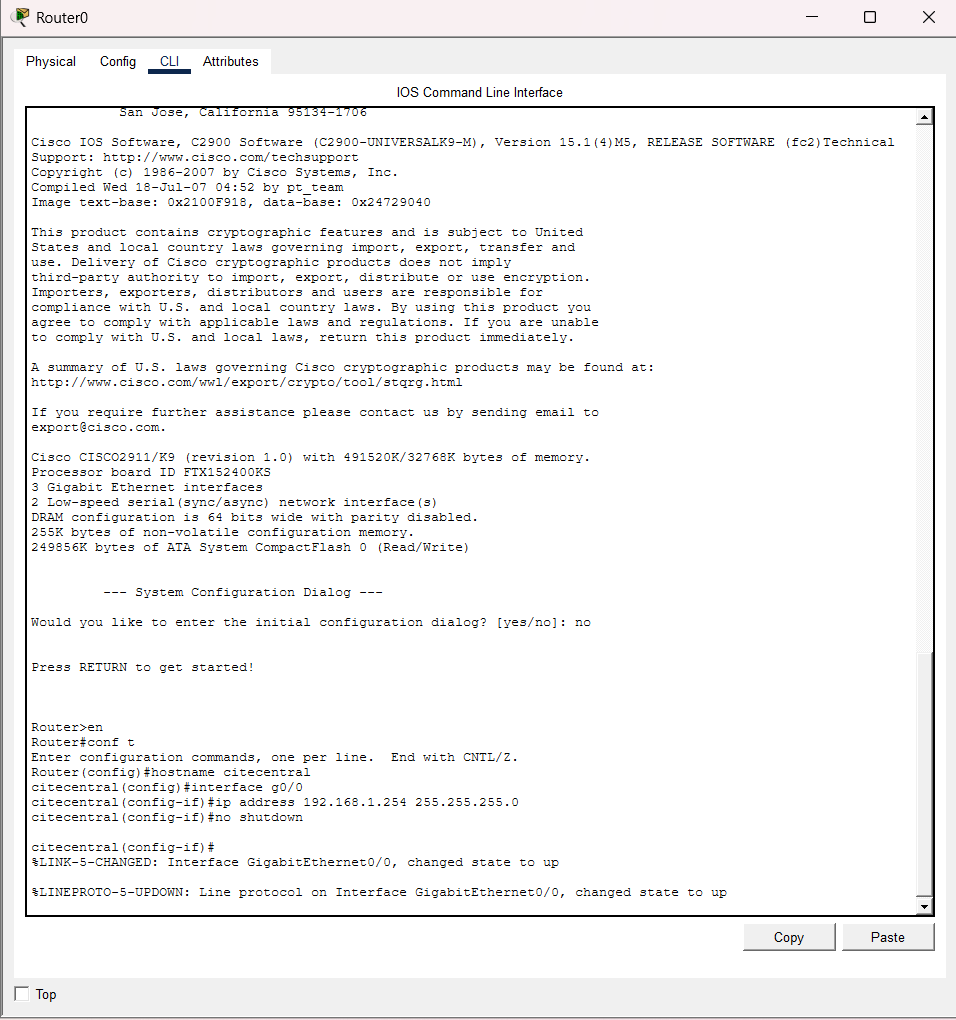 Router0
Physical Config CLI Attributes
IOS Command Line Interface
San Jose, California 95134-1706
Cisco IOS Software, C2900 Software (C2900-UNIVERSALK9-M), Version 15.1(4)M5, RELEASE SOFTWARE (fc2)Technical
Support: http://www.cisco.com/techsupport
Copyright (c) 1986-2007 by Cisco Systems, Inc.
Compiled Wed 18-Jul-07 04:52 by pt_team
Image text-base: 0x2100F918, data-base: 0x24729040
This product contains cryptographic features and is subject to United
States and local country laws governing import, export, transfer and
use. Delivery of Cisco cryptographic products does not imply
third-party authority to import, export, distribute or use encryption.
Importers, exporters, distributors and users are responsible for
compliance with U.S. and local country laws. By using this product you
agree to comply with applicable laws and regulations. If you are unable
to comply with U.S. and local laws, return this product immediately.
A summary of U.S. laws governing Cisco cryptographic products may be found at:
http://www.cisco.com/wwl/export/crypto/tool/stqrg.html
If you require further assistance please contact us by sending email to
export@cisco.com.
Cisco CISCO2911/K9 (revision 1.0) with 491520K/32768K bytes of memory.
Processor board ID FTX152400KS
3 Gigabit Ethernet interfaces
2 Low-speed serial(sync/async) network interface(s)
DRAM configuration is 64 bits wide with parity disabled.
255K bytes of non-volatile configuration memory.
249856K bytes of ATA System CompactFlash 0 (Read/Write)
--- System Configuration Dialog ---
Would you like to enter the initial configuration dialog? [yes/no]: no
Press RETURN to get started!
Router>en
Router#conf t
Enter configuration commands, one per line.  End with CNTL/Z.
Router(config)#hostname citecentral
citecentral(config)#interface g0/0
citecentral(config-if)#ip address 192.168.1.254 255.255.255.0
citecentral(config-if)#no shutdown
citecentral(config-if)#
%LINK-5-CHANGED: Interface GigabitEthernet0/0, changed state to up
%LINEPROTO-5-UPDOWN: Line protocol on Interface GigabitEthernet0/0, changed state to up
Copy Paste
Top